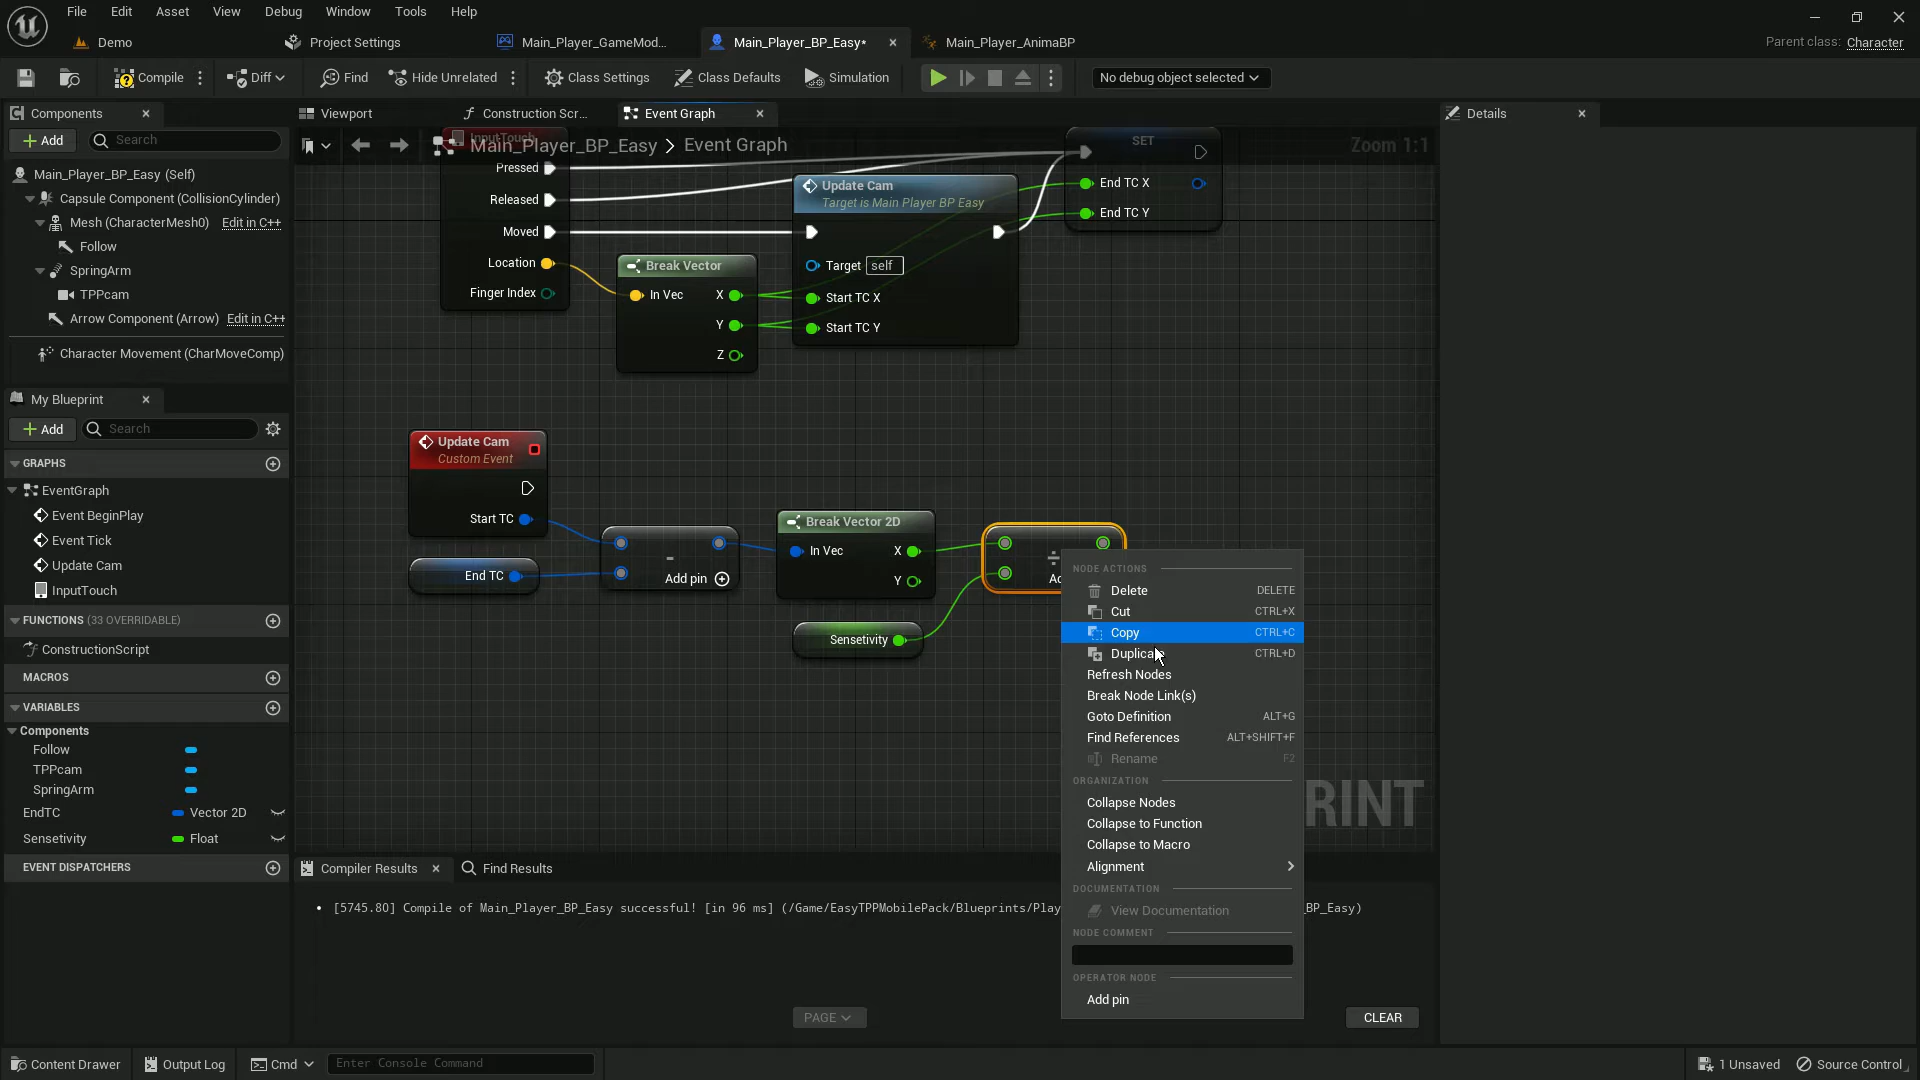 File Edit Asset View Debug Window Tools Help
Demo
Project Settings
Main_Player_GameMod...
Main_Player_BP_Easy*
Main_Player_AnimaBP
Parent class: Character
Compile
Diff
Find
Hide Unrelated
Class Settings
Class Defaults
Simulation
No debug object selected
Components
Add
Search
Main_Player_BP_Easy (Self)
Capsule Component (CollisionCylinder)
Mesh (CharacterMesh0) Edit in C++
Follow
SpringArm
TPPcam
Arrow Component (Arrow) Edit in C++
Character Movement (CharMoveComp)
My Blueprint
Add
Search
GRAPHS
EventGraph
Event BeginPlay
Event Tick
Update Cam
InputTouch
FUNCTIONS (33 OVERRIDABLE)
ConstructionScript
MACROS
VARIABLES
Components
Follow
TPPcam
SpringArm
EndTC Vector 2D
Sensetivity Float
EVENT DISPATCHERS
Viewport
Construction Scr...
Event Graph
Main_Player_BP_Easy > Event Graph
Zoom 1:1
InputTouch
Pressed
Released
Moved
Location
Finger Index
Break Vector
In Vec X
Y
Z
Update Cam
Target is Main Player BP Easy
Target self
Start TC X
Start TC Y
SET
End TC X
End TC Y
Update Cam
Custom Event
Start TC
End TC
-
Add pin
Break Vector 2D
In Vec X
Y
Sensetivity
÷
NODE ACTIONS
Delete DELETE
Cut CTRL+X
Copy CTRL+C
Duplicate CTRL+D
Refresh Nodes
Break Node Link(s)
Goto Definition ALT+G
Find References ALT+SHIFT+F
Rename F2
ORGANIZATION
Collapse Nodes
Collapse to Function
Collapse to Macro
Alignment
DOCUMENTATION
View Documentation
NODE COMMENT
OPERATOR NODE
Add pin
RINT
Compiler Results
Find Results
[5745.80] Compile of Main_Player_BP_Easy successful! [in 96 ms] (/Game/EasyTPPMobilePack/Blueprints/Play BP_Easy)
PAGE
CLEAR
Details
Content Drawer
Output Log
Cmd
Enter Console Command
1 Unsaved
Source Control